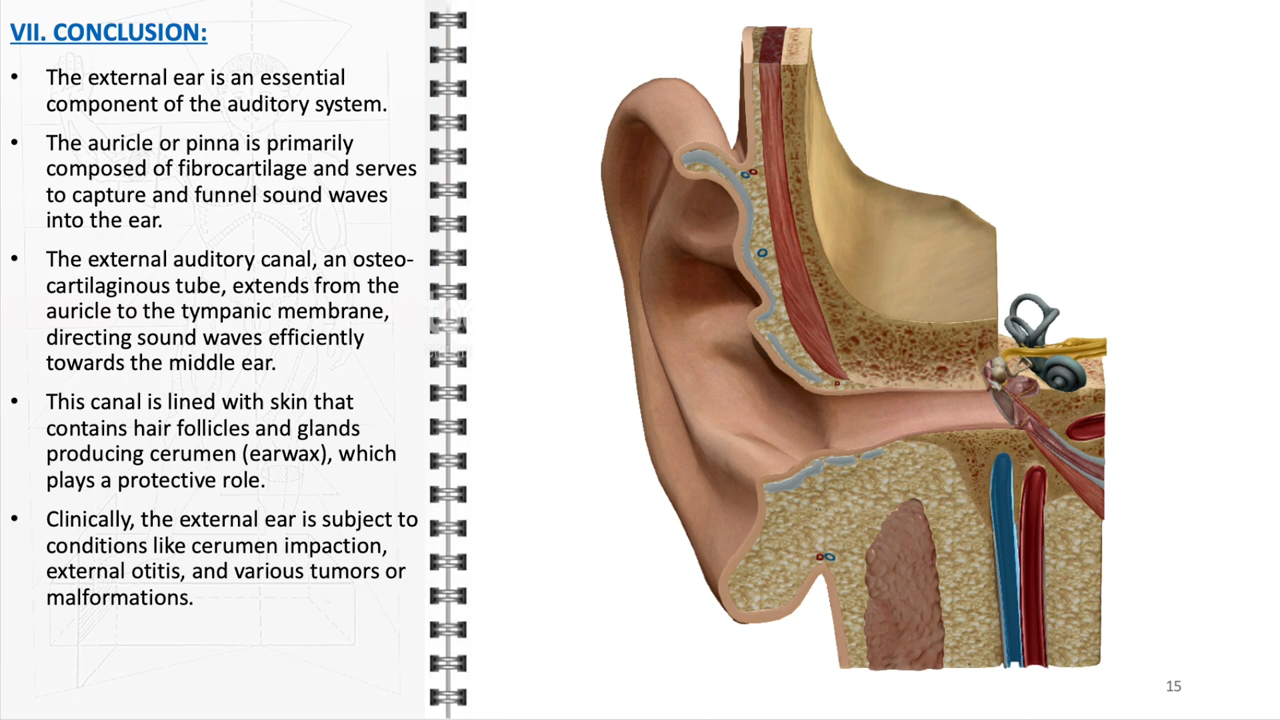 VII. CONCLUSION:
• The external ear is an essential
component of the auditory system.
• The auricle or pinna is primarily
composed of fibrocartilage and serves
to capture and funnel sound waves
into the ear.
• The external auditory canal, an osteo-
cartilaginous tube, extends from the
auricle to the tympanic membrane,
directing sound waves efficiently
towards the middle ear.
• This canal is lined with skin that
contains hair follicles and glands
producing cerumen (earwax), which
plays a protective role.
• Clinically, the external ear is subject to
conditions like cerumen impaction,
external otitis, and various tumors or
malformations.
15